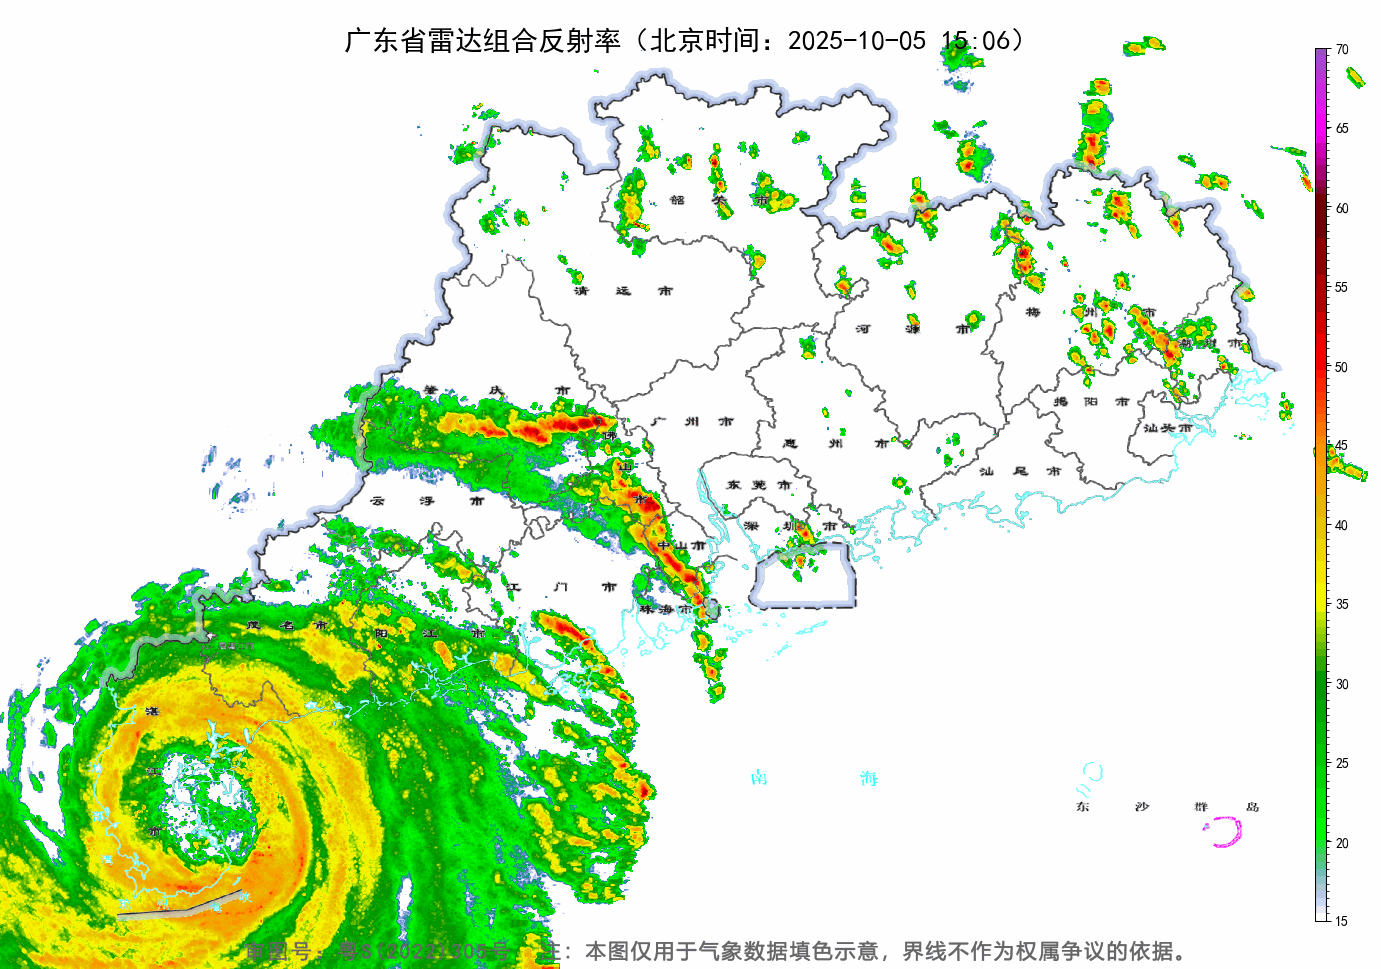 广东省雷达组合反射率（北京时间：2025-10-05 15:06）
70
65
60
55
50
45
40
35
30
25
20
15
韶关市
清远市
河源市
梅州市
潮州市
肇庆市
广州市
佛山市
惠州市
揭阳市
汕头市
汕尾市
云浮市
东莞市
深圳市
中山市
江门市
珠海市
茂名市
阳江市
湛江市
南海
东沙群岛
审图号：粤S(2022)305号 注：本图仅用于气象数据填色示意，界线不作为权属争议的依据。